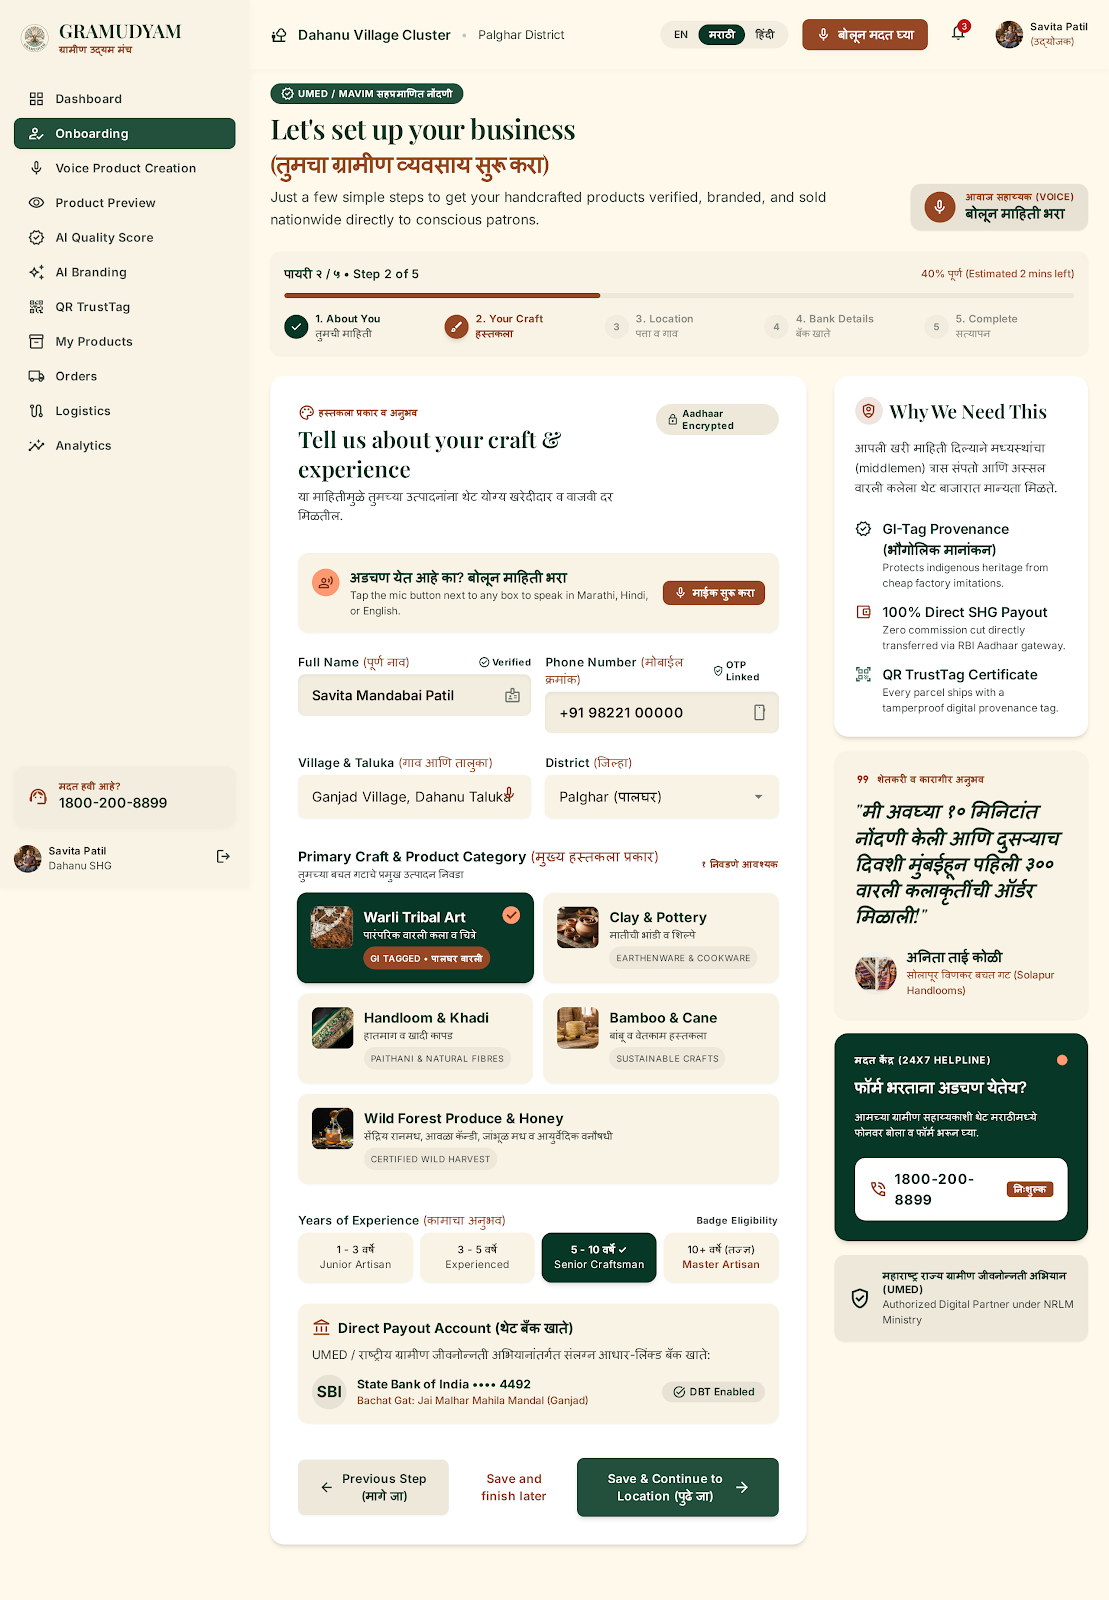 GRAMUDYAM
ग्रामीण उद्यम मंच
Dashboard
Onboarding
Voice Product Creation
Product Preview
AI Quality Score
AI Branding
QR TrustTag
My Products
Orders
Logistics
Analytics
मदत हवी आहे?
1800-200-8899
Savita Patil
Dahanu SHG
Dahanu Village Cluster • Palghar District
EN मराठी हिंदी
बोलून मदत घ्या
3
Savita Patil
(उद्योजक)
UMED / MAVIM सहप्रमाणित नोंदणी
Let's set up your business
(तुमचा ग्रामीण व्यवसाय सुरू करा)
Just a few simple steps to get your handcrafted products verified, branded, and sold
nationwide directly to conscious patrons.
आवाज सहाय्यक (VOICE)
बोलून माहिती भरा
पायरी २ / ५ • Step 2 of 5
40% पूर्ण (Estimated 2 mins left)
1. About You
तुमची माहिती
2. Your Craft
हस्तकला
3
3. Location
पत्ता व गाव
4
4. Bank Details
बँक खाते
5
5. Complete
सत्यापन
हस्तकला प्रकार व अनुभव
Aadhaar
Encrypted
Tell us about your craft &
experience
या माहितीमुळे तुमच्या उत्पादनांना थेट योग्य खरेदीदार व वाजवी दर
मिळतील.
अडचण येत आहे का? बोलून माहिती भरा
Tap the mic button next to any box to speak in Marathi, Hindi,
or English.
माईक सुरू करा
Full Name (पूर्ण नाव)
Verified
Savita Mandabai Patil
Phone Number (मोबाईल
क्रमांक)
OTP
Linked
+91 98221 00000
Village & Taluka (गाव आणि तालुका)
Ganjad Village, Dahanu Taluka
District (जिल्हा)
Palghar (पालघर)
Primary Craft & Product Category (मुख्य हस्तकला प्रकार)
तुमच्या बचत गटाचे प्रमुख उत्पादन निवडा
१ निवडणे आवश्यक
Warli Tribal Art
पारंपरिक वारली कला व चित्रे
GI TAGGED • पालघर वारली
Clay & Pottery
मातीची भांडी व शिल्पे
EARTHENWARE & COOKWARE
Handloom & Khadi
हातमाग व खादी कापड
PAITHANI & NATURAL FIBRES
Bamboo & Cane
बांबू व वेतकाम हस्तकला
SUSTAINABLE CRAFTS
Wild Forest Produce & Honey
सेंद्रिय रानमध, आवळा कॅन्डी, जांभूळ मध व आयुर्वेदिक वनौषधी
CERTIFIED WILD HARVEST
Years of Experience (कामाचा अनुभव)
Badge Eligibility
1 - 3 वर्षे
Junior Artisan
3 - 5 वर्षे
Experienced
5 - 10 वर्षे ✓
Senior Craftsman
10+ वर्षे (तज्ज्ञ)
Master Artisan
Direct Payout Account (थेट बँक खाते)
UMED / राष्ट्रीय ग्रामीण जीवनोन्नती अभियानांतर्गत संलग्न आधार-लिंक्ड बँक खाते:
SBI
State Bank of India •••• 4492
Bachat Gat: Jai Malhar Mahila Mandal (Ganjad)
DBT Enabled
Previous Step
(मागे जा)
Save and
finish later
Save & Continue to
Location (पुढे जा)
Why We Need This
आपली खरी माहिती दिल्याने मध्यस्थांचा
(middlemen) त्रास संपतो आणि अस्सल
वारली कलेला थेट बाजारात मान्यता मिळते.
GI-Tag Provenance
(भौगोलिक मानांकन)
Protects indigenous heritage from
cheap factory imitations.
100% Direct SHG Payout
Zero commission cut directly
transferred via RBI Aadhaar gateway.
QR TrustTag Certificate
Every parcel ships with a
tamperproof digital provenance tag.
शेतकरी व कारागीर अनुभव
"मी अवघ्या १० मिनिटांत
नोंदणी केली आणि दुसऱ्याच
दिवशी मुंबईहून पहिली ३००
वारली कलाकृतींची ऑर्डर
मिळाली!"
अनिता ताई कोळी
सोलापूर विणकर बचत गट (Solapur
Handlooms)
मदत केंद्र (24X7 HELPLINE)
फॉर्म भरताना अडचण येतेय?
आमच्या ग्रामीण सहाय्यकाशी थेट मराठीमध्ये
फोनवर बोला व फॉर्म भरून घ्या.
1800-200-
8899
निःशुल्क
महाराष्ट्र राज्य ग्रामीण जीवनोन्नती अभियान
(UMED)
Authorized Digital Partner under NRLM
Ministry